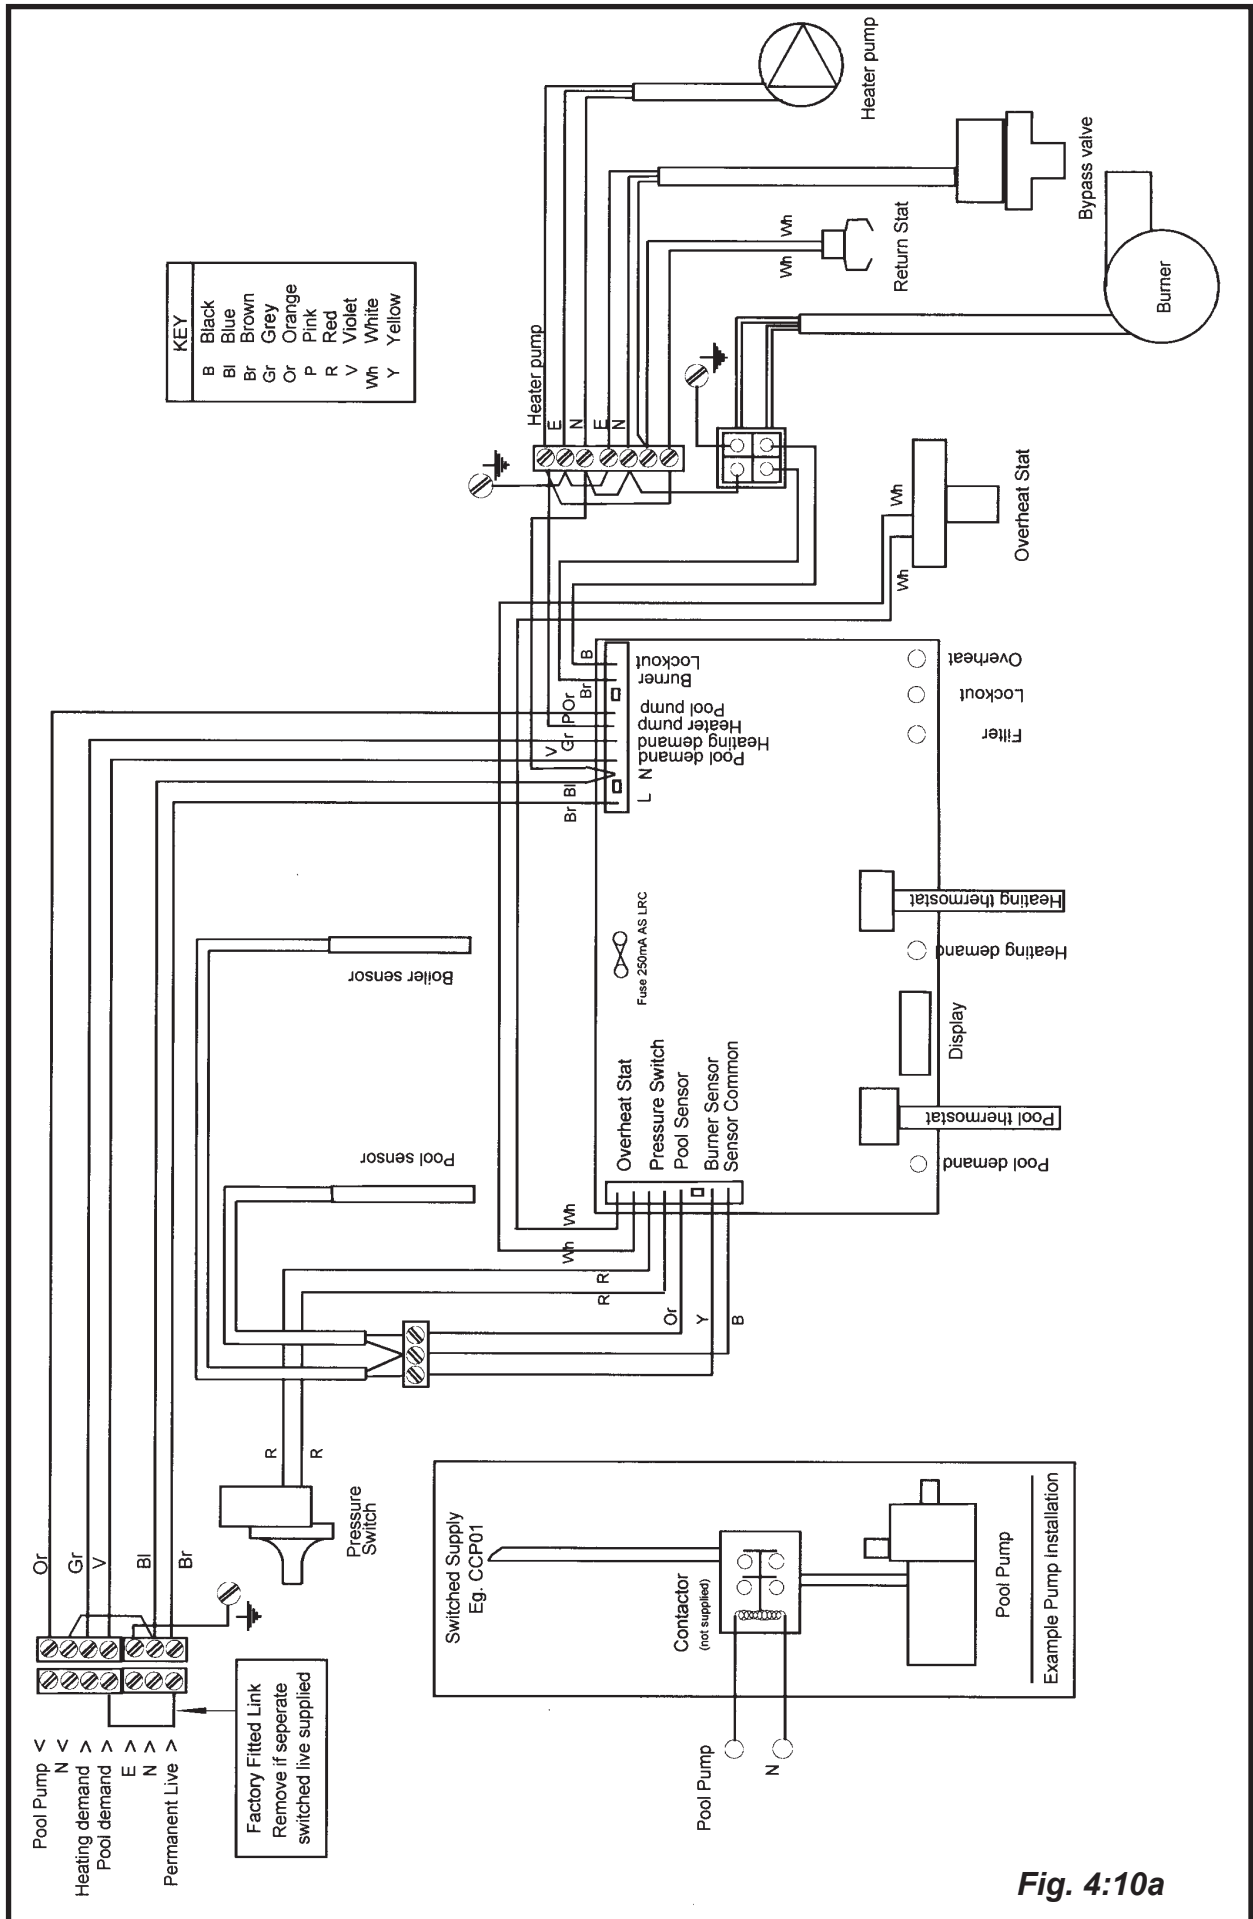 Heater pump
Bypass valve
Return Stat
Wh
Wh
Burner
KEY
B Black
Bl Blue
Br Brown
Gr Grey
Or Orange
P Pink
R Red
V Violet
Wh White
Y Yellow
Heater pump
E
N
E
N
Overheat Stat
Wh
Wh
B
Br
Or
P
Gr
V
Bl
Br
Lockout
Burner
Pool pump
Heater pump
Heating demand
Pool demand
N
L
Overheat
Lockout
Filter
Heating thermostat
Heating demand
Display
Pool thermostat
Pool demand
Fuse 250mA AS LRC
Boiler sensor
Pool sensor
Overheat Stat
Pressure Switch
Pool Sensor
Burner Sensor
Sensor Common
Wh
Wh
R
R
Or
Y
B
R
R
Pressure
Switch
Or
Gr
V
Bl
Br
Pool Pump <
N <
Heating demand >
Pool demand >
E >
N >
Permanent Live >
Factory Fitted Link
Remove if seperate
switched live supplied
Switched Supply
Eg. CCP01
Contactor
(not supplied)
Pool Pump
Example Pump Installation
Pool Pump
N
Fig. 4:10a